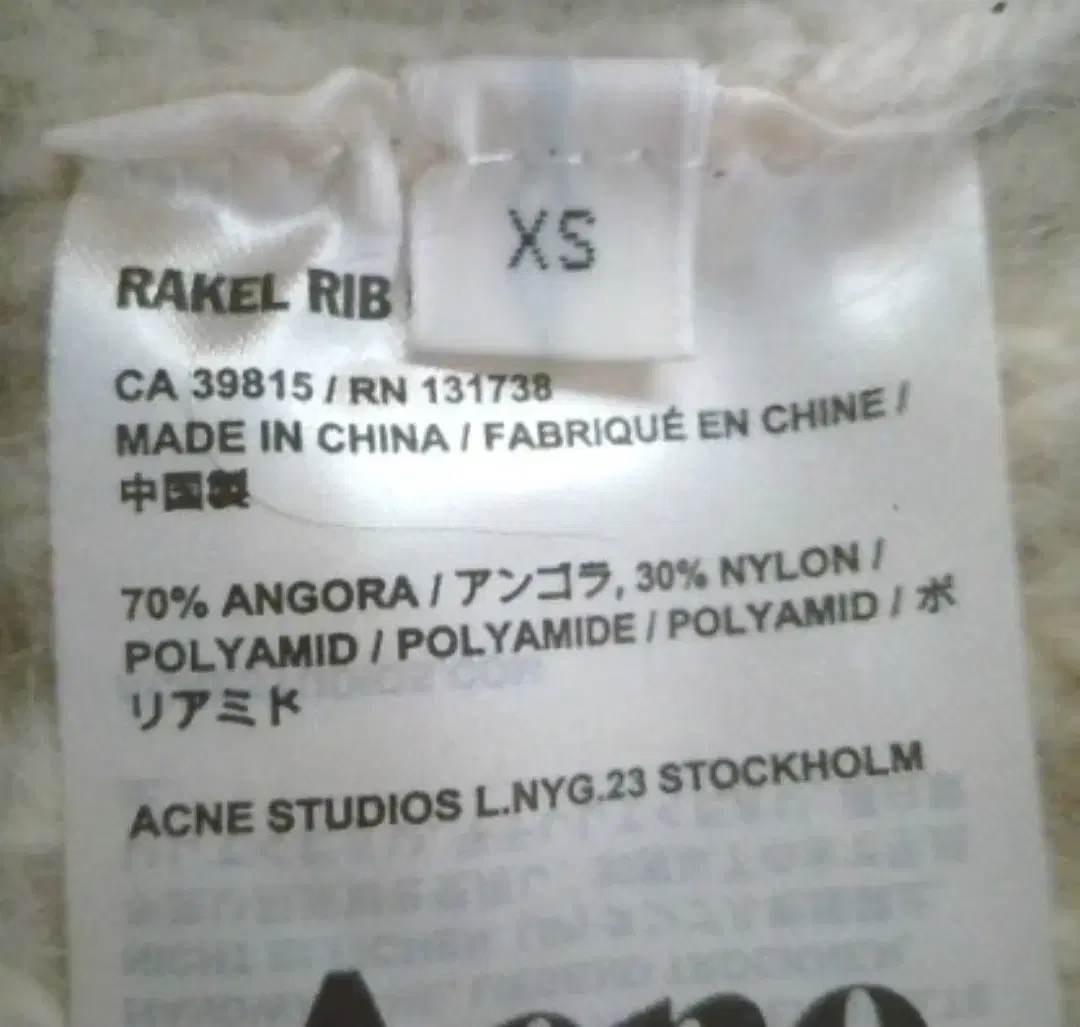 XS
RAKEL RIB
CA 39815 / RN 131738
MADE IN CHINA / FABRIQUÉ EN CHINE /
中国製
70% ANGORA / アンゴラ, 30% NYLON /
POLYAMID / POLYAMIDE / POLYAMID / ポ
リアミド
ACNE STUDIOS L.NYG.23 STOCKHOLM
Acne